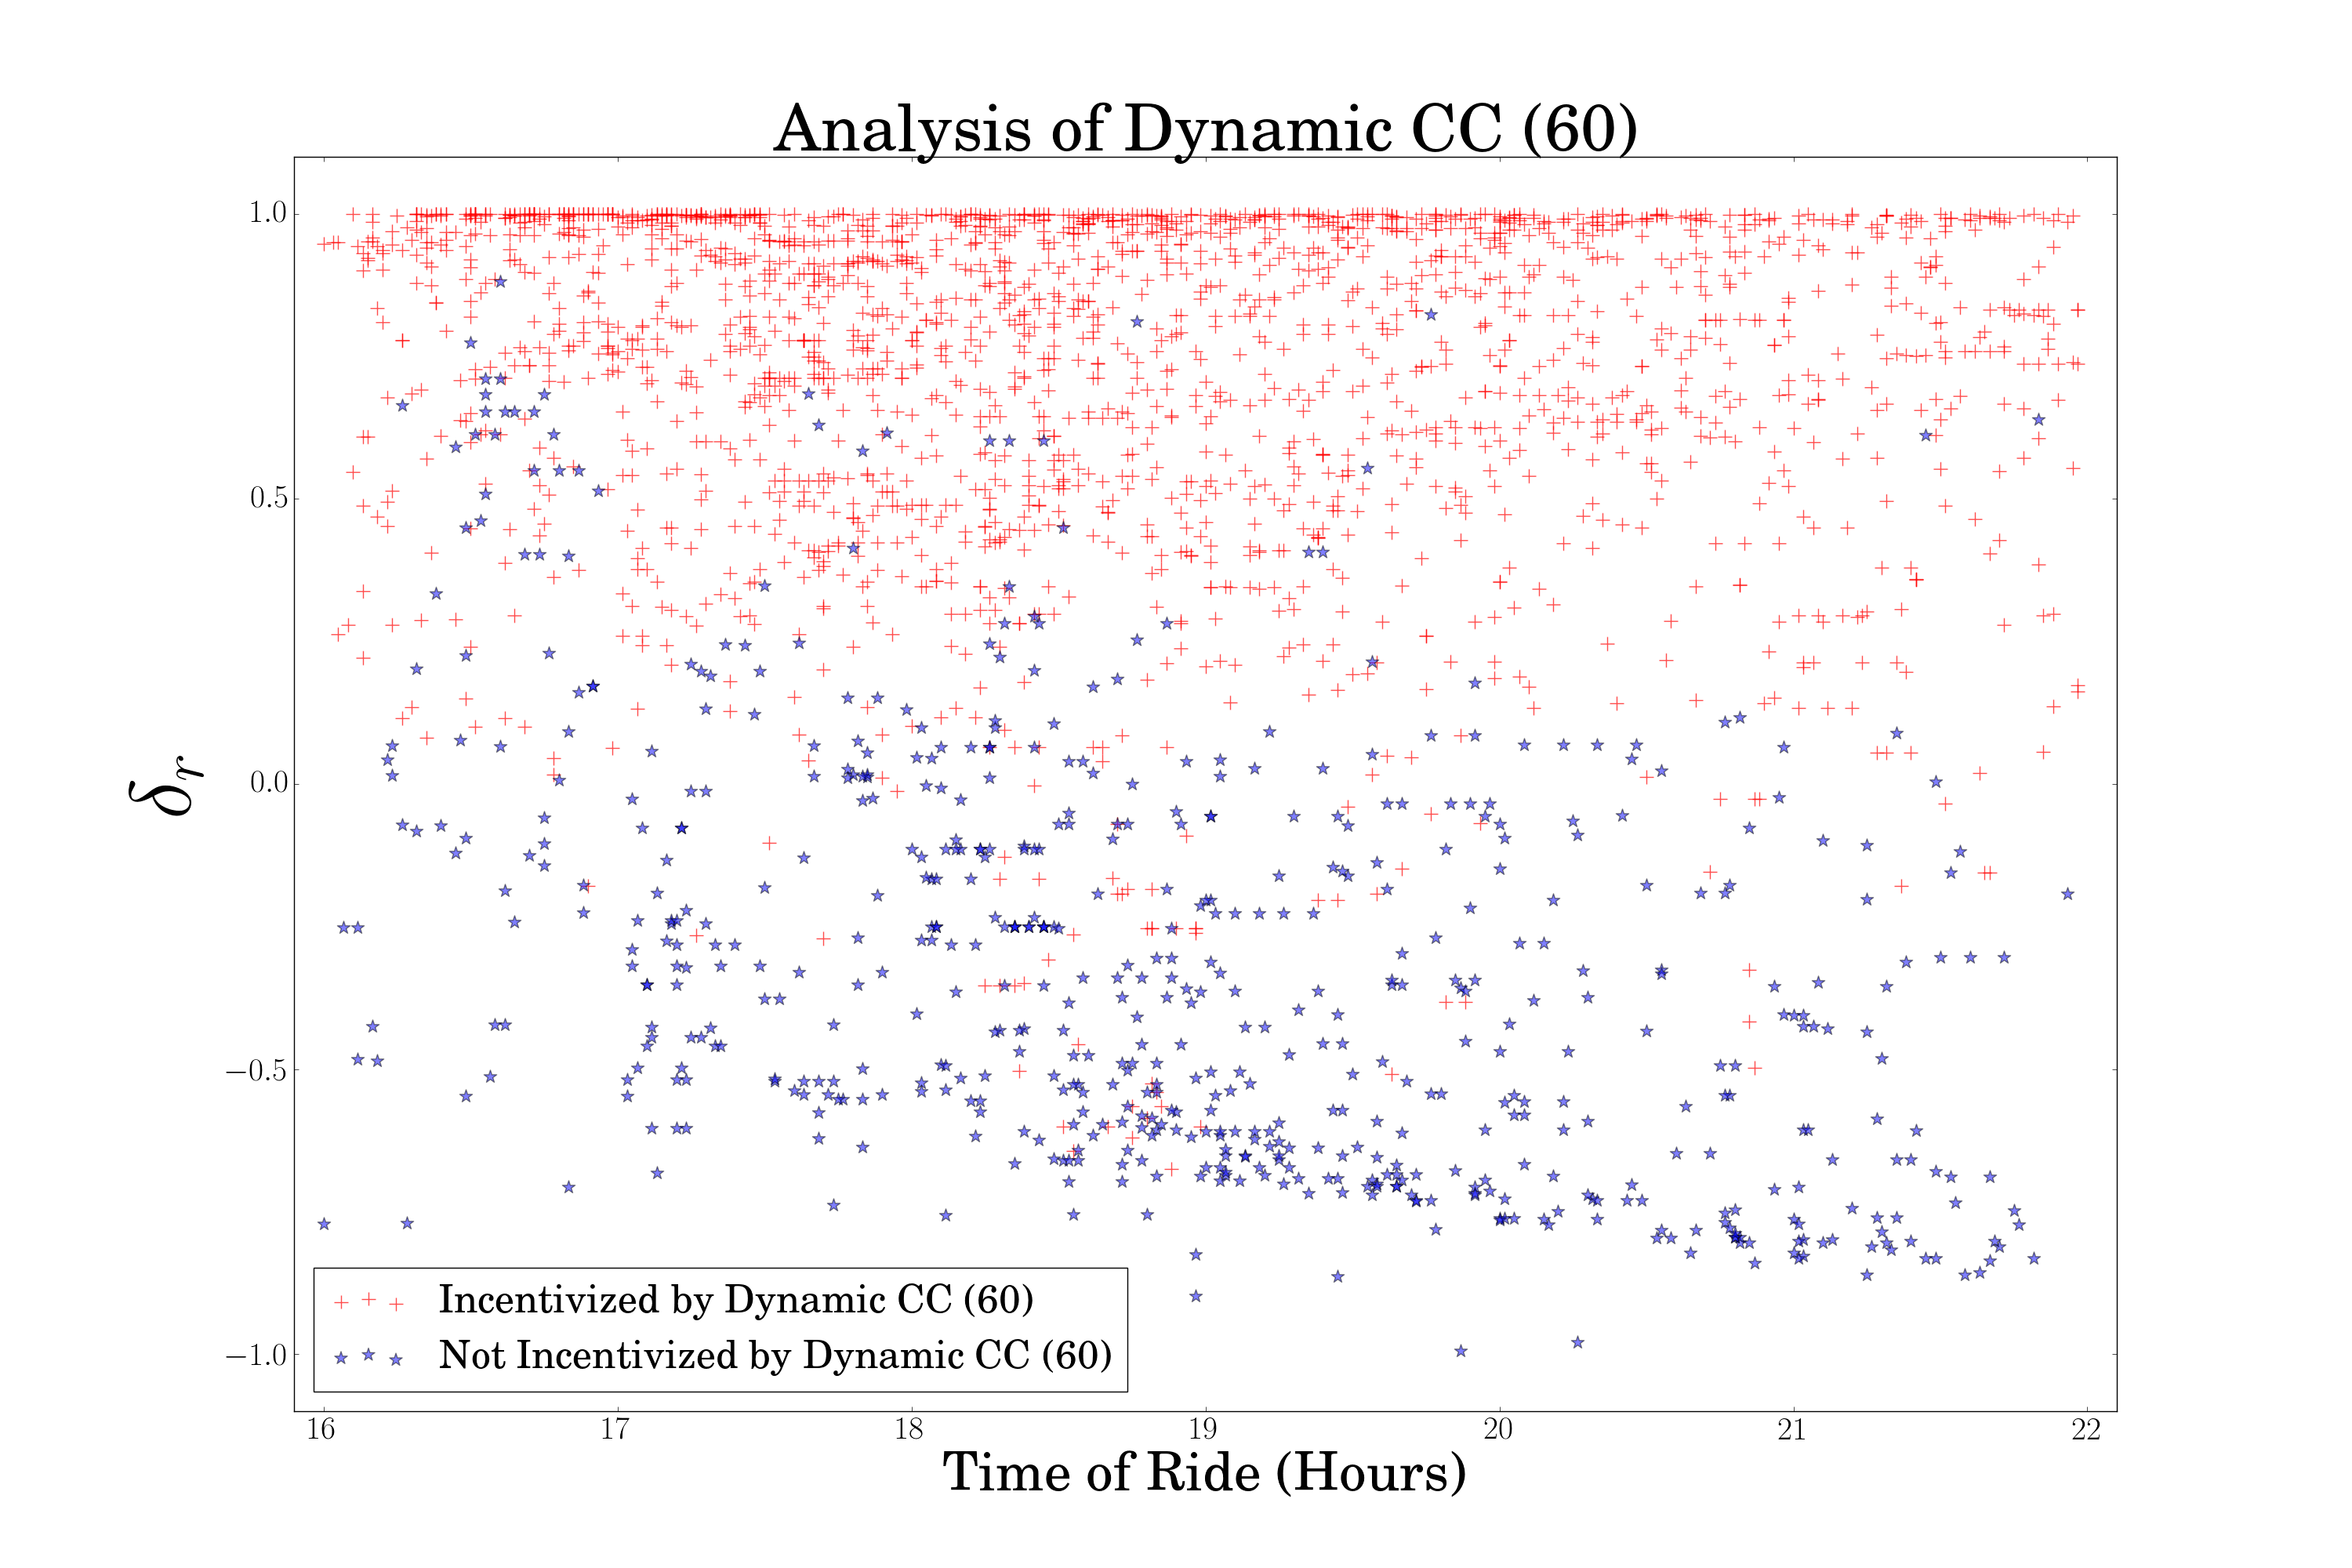 Analysis of Dynamic CC (60)
1.0
0.5
0.0
−0.5
−1.0
δr
Incentivized by Dynamic CC (60)
Not Incentivized by Dynamic CC (60)
16 17 18 19 20 21 22
Time of Ride (Hours)